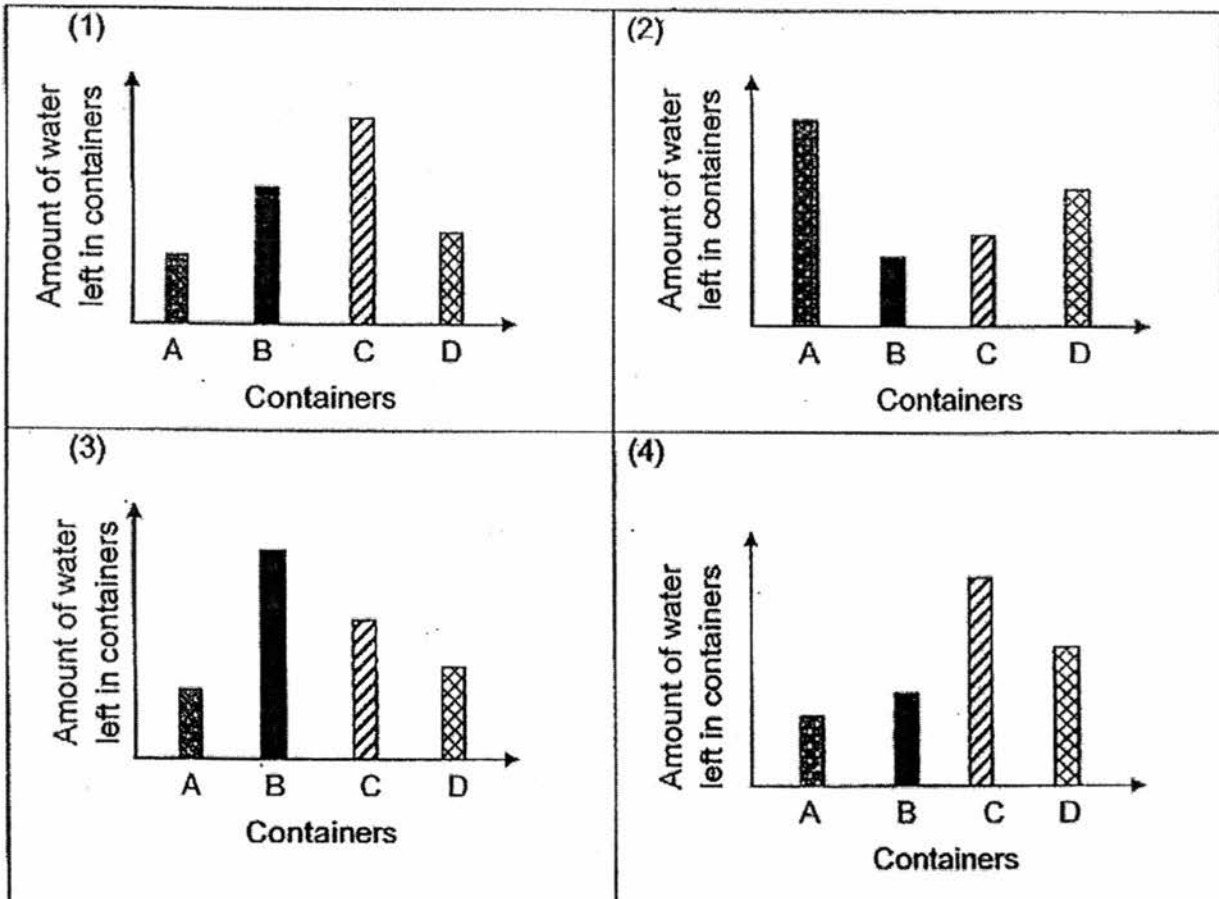 (1)
Amount of water
left in containers
A B C D
Containers
(2)
Amount of water
left in containers
A B C D
Containers
(3)
Amount of water
left in containers
A B C D
Containers
(4)
Amount of water
left in containers
A B C D
Containers